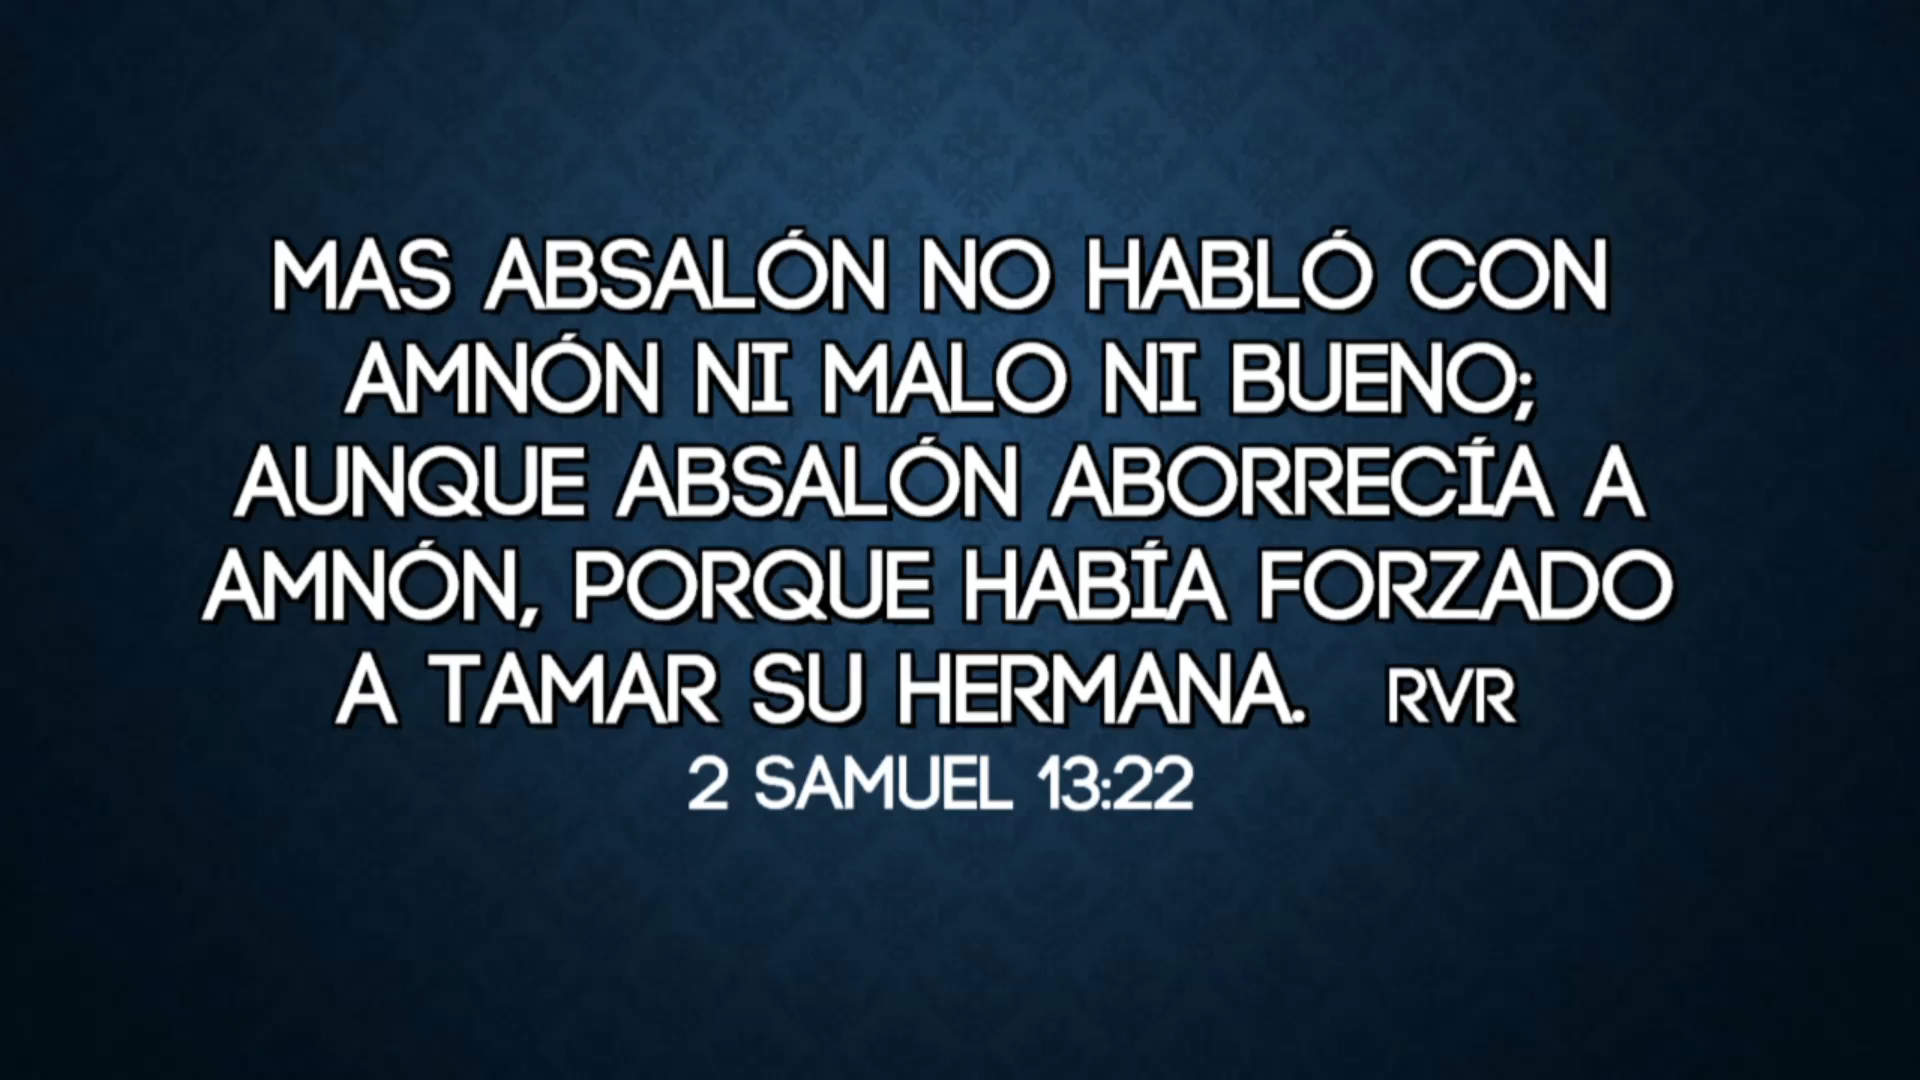 MAS ABSALÓN NO HABLÓ CON
AMNÓN NI MALO NI BUENO;
AUNQUE ABSALÓN ABORRECÍA A
AMNÓN, PORQUE HABÍA FORZADO
A TAMAR SU HERMANA. RVR
2 SAMUEL 13:22